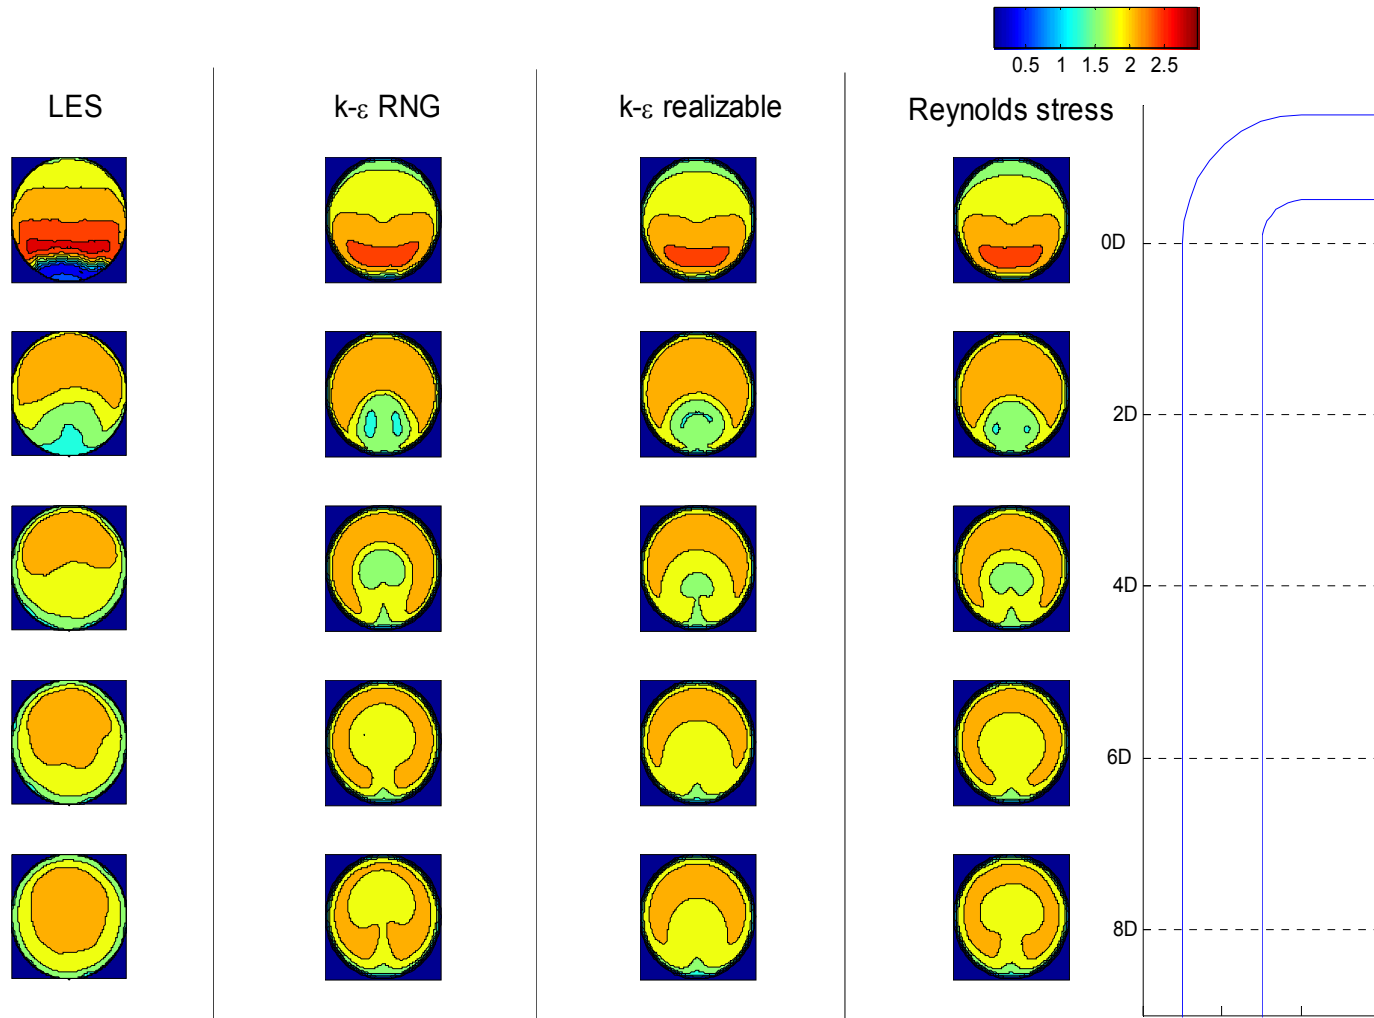 0.5 1 1.5 2 2.5
LES
k-ε RNG
k-ε realizable
Reynolds stress
0D
2D
4D
6D
8D